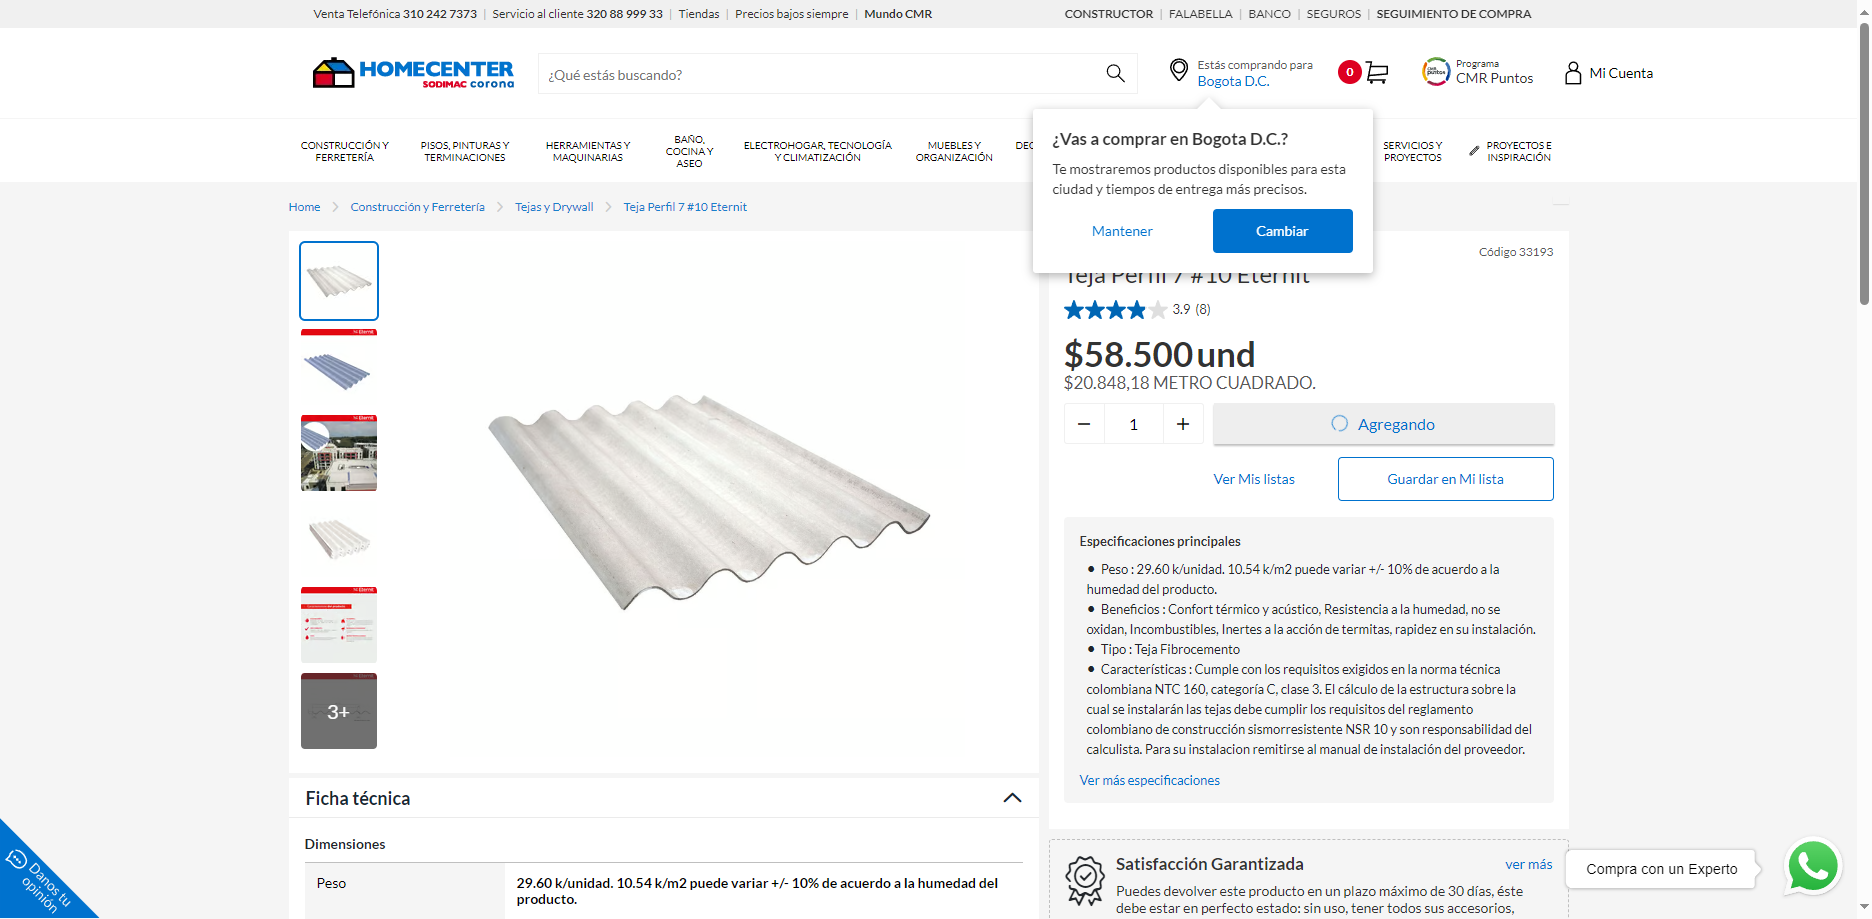 Venta Telefónica 310 242 7373 | Servicio al cliente 320 88 999 33 | Tiendas | Precios bajos siempre | Mundo CMR
CONSTRUCTOR | FALABELLA | BANCO | SEGUROS | SEGUIMIENTO DE COMPRA
HOMECENTER
SODIMAC corona
¿Qué estás buscando?
Estás comprando para
Bogota D.C.
0
Programa
CMR Puntos
Mi Cuenta
CONSTRUCCIÓN Y
FERRETERÍA
PISOS, PINTURAS Y
TERMINACIONES
HERRAMIENTAS Y
MAQUINARIAS
BAÑO,
COCINA Y
ASEO
ELECTROHOGAR, TECNOLOGÍA
Y CLIMATIZACIÓN
MUEBLES Y
ORGANIZACIÓN
DEC
SERVICIOS Y
PROYECTOS
PROYECTOS E
INSPIRACIÓN
¿Vas a comprar en Bogota D.C.?
Te mostraremos productos disponibles para esta
ciudad y tiempos de entrega más precisos.
Mantener
Cambiar
Home
Construcción y Ferretería
Tejas y Drywall
Teja Perfil 7 #10 Eternit
Código 33193
Teja Perfil 7 #10 Eternit
3.9 (8)
$58.500 und
$20.848,18 METRO CUADRADO.
− 1 +
Agregando
Ver Mis listas
Guardar en Mi lista
Especificaciones principales
● Peso : 29.60 k/unidad. 10.54 k/m2 puede variar +/- 10% de acuerdo a la
humedad del producto.
● Beneficios : Confort térmico y acústico, Resistencia a la humedad, no se
oxidan, Incombustibles, Inertes a la acción de termitas, rapidez en su instalación.
● Tipo : Teja Fibrocemento
● Características : Cumple con los requisitos exigidos en la norma técnica
colombiana NTC 160, categoría C, clase 3. El cálculo de la estructura sobre la
cual se instalarán las tejas debe cumplir los requisitos del reglamento
colombiano de construcción sismorresistente NSR 10 y son responsabilidad del
calculista. Para su instalacion remitirse al manual de instalación del proveedor.
Ver más especificaciones
3+
Ficha técnica
Dimensiones
Peso
29.60 k/unidad. 10.54 k/m2 puede variar +/- 10% de acuerdo a la humedad del
producto.
Satisfacción Garantizada
ver más
Puedes devolver este producto en un plazo máximo de 30 días, éste
debe estar en perfecto estado: sin uso, tener todos sus accesorios,
Compra con un Experto
Danos tu
opinión